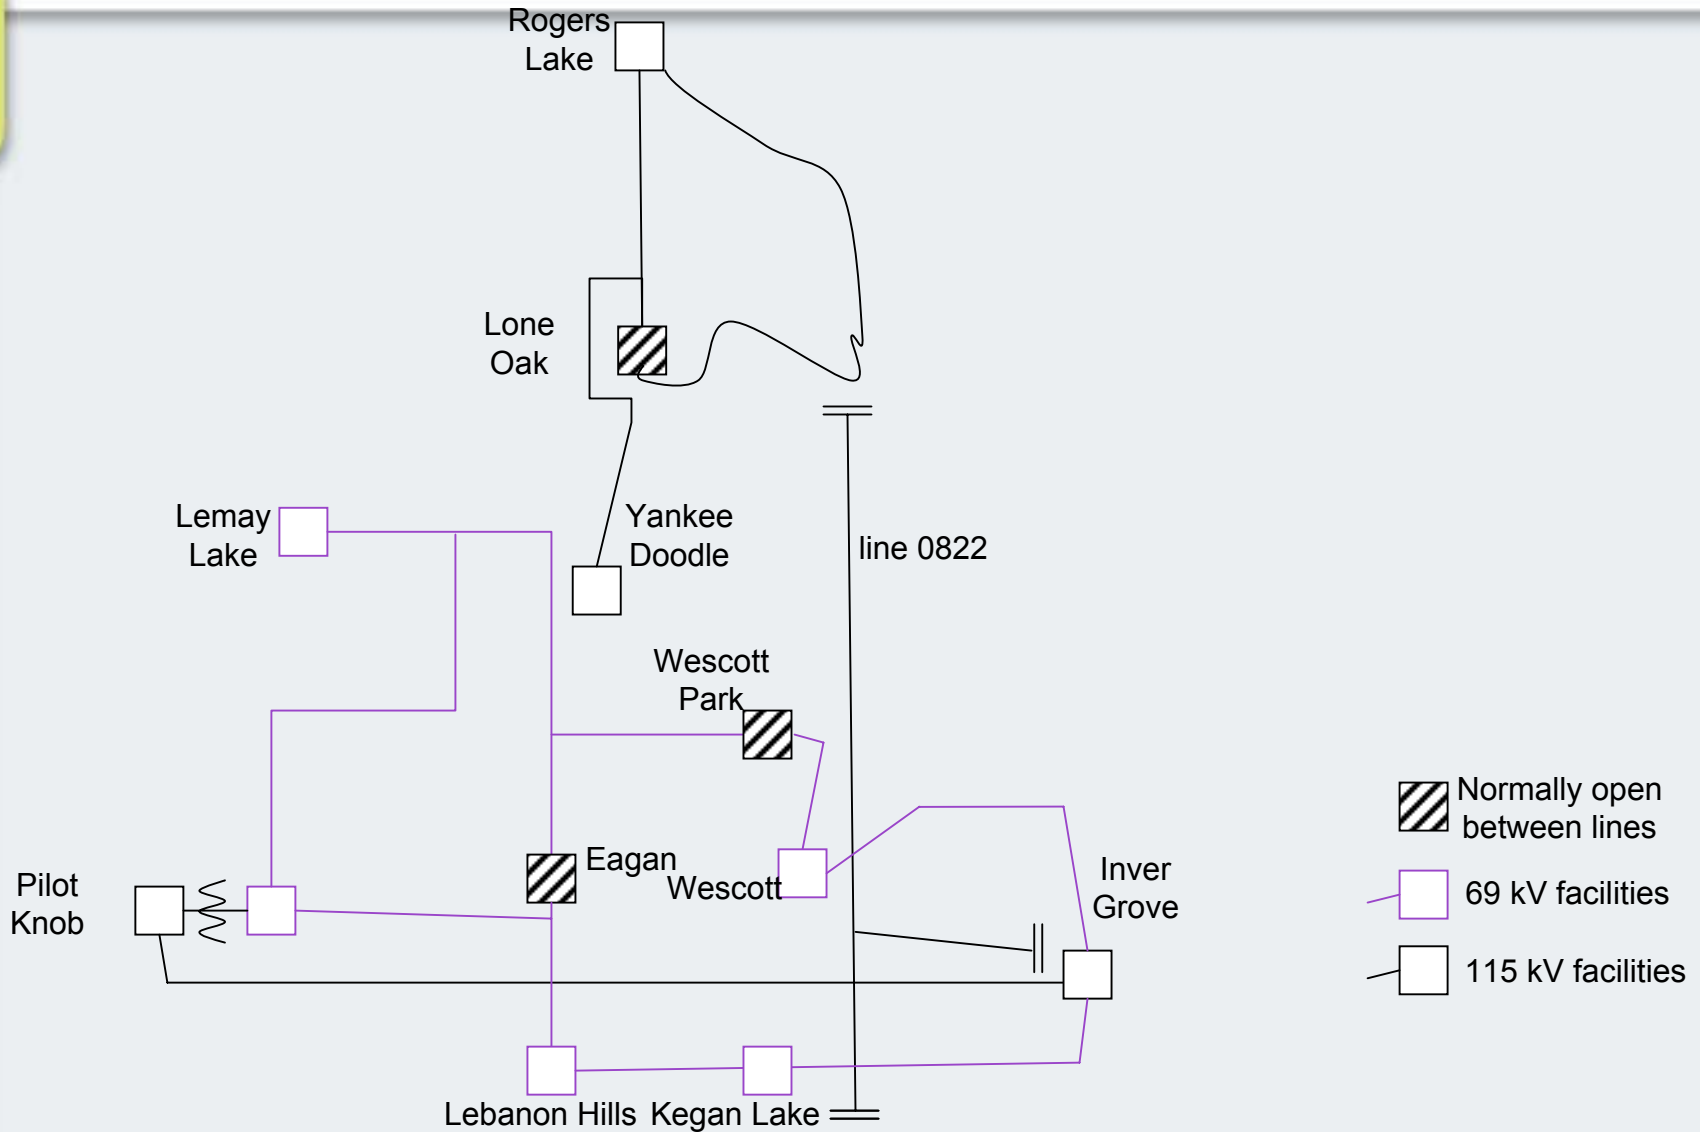 Rogers
Lake
Lone
Oak
Lemay
Lake
Yankee
Doodle
line 0822
Wescott
Park
Eagan
Wescott
Pilot
Knob
Inver
Grove
Lebanon Hills
Kegan Lake
Normally open
between lines
69 kV facilities
115 kV facilities